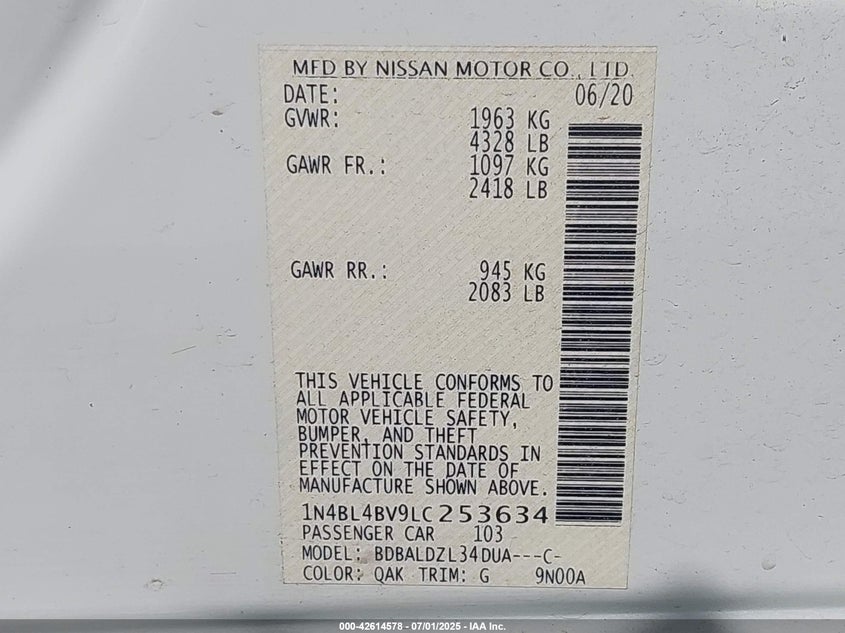 MFD BY NISSAN MOTOR CO., LTD.
DATE: 06/20
GVWR: 1963 KG
4328 LB
GAWR FR.: 1097 KG
2418 LB
GAWR RR.: 945 KG
2083 LB
THIS VEHICLE CONFORMS TO
ALL APPLICABLE FEDERAL
MOTOR VEHICLE SAFETY,
BUMPER, AND THEFT
PREVENTION STANDARDS IN
EFFECT ON THE DATE OF
MANUFACTURE SHOWN ABOVE.
1N4BL4BV9LC253634
PASSENGER CAR 103
MODEL: BDBALDZL34DUA---C-
COLOR: QAK TRIM: G 9N00A
000-42614578 - 07/01/2025 - IAA Inc.